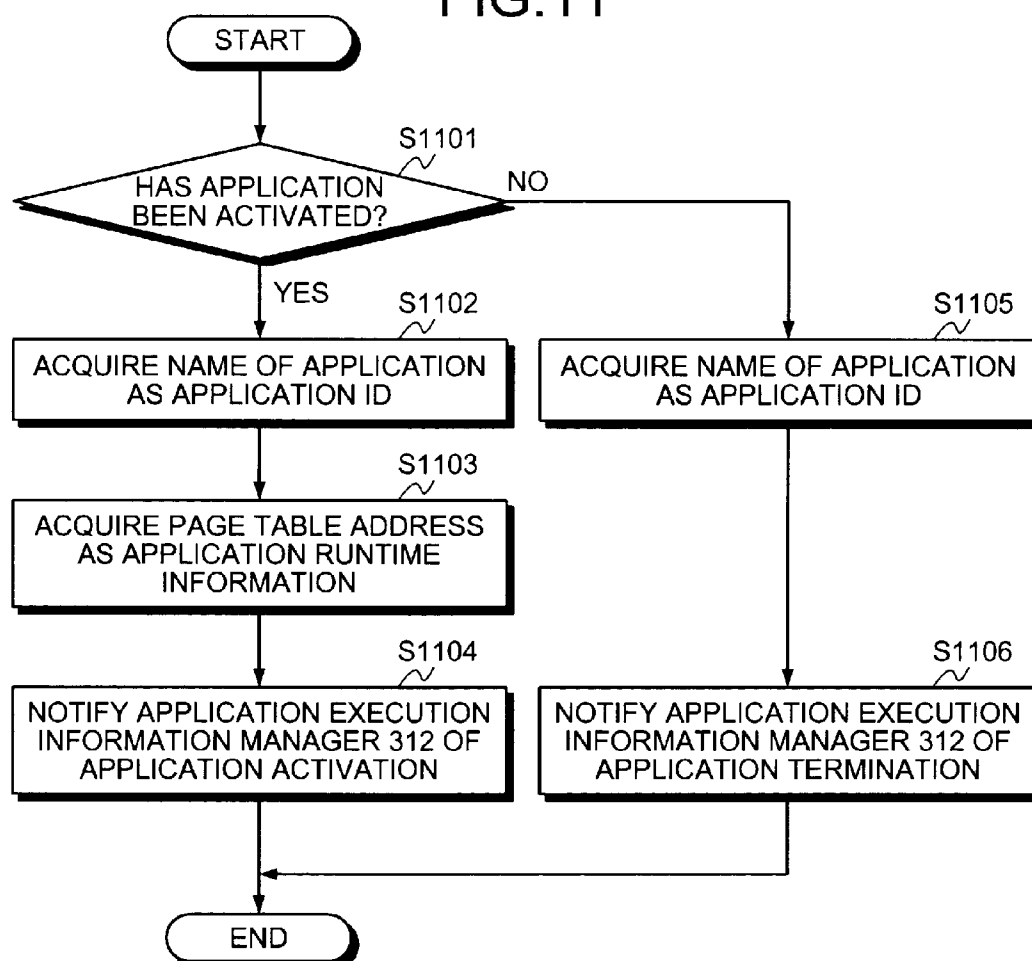 FIG.11
START
S1101
HAS APPLICATION
BEEN ACTIVATED?
NO
YES
S1102
ACQUIRE NAME OF APPLICATION
AS APPLICATION ID
S1103
ACQUIRE PAGE TABLE ADDRESS
AS APPLICATION RUNTIME
INFORMATION
S1104
NOTIFY APPLICATION EXECUTION
INFORMATION MANAGER 312 OF
APPLICATION ACTIVATION
S1105
ACQUIRE NAME OF APPLICATION
AS APPLICATION ID
S1106
NOTIFY APPLICATION EXECUTION
INFORMATION MANAGER 312 OF
APPLICATION TERMINATION
END